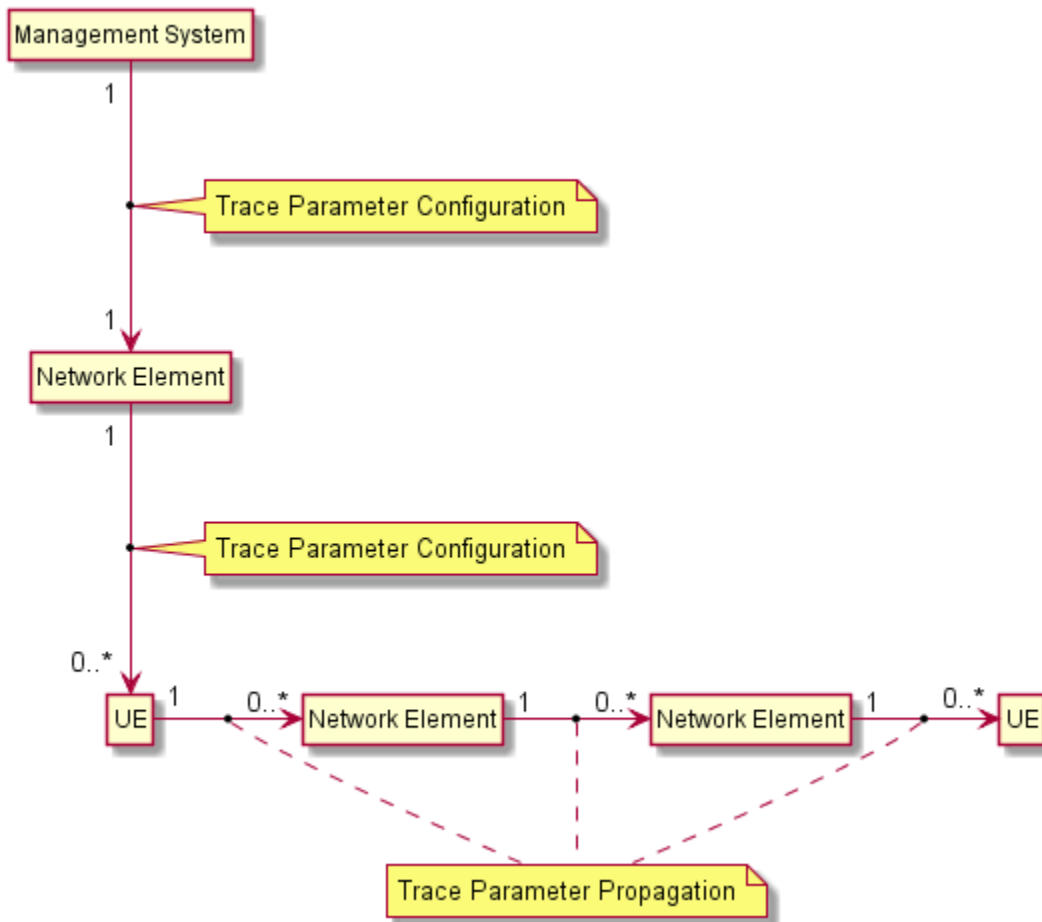 Management System
1
Trace Parameter Configuration
1
Network Element
1
Trace Parameter Configuration
0..*
UE
1
0..*
Network Element
1
0..*
Network Element
1
0..*
UE
Trace Parameter Propagation